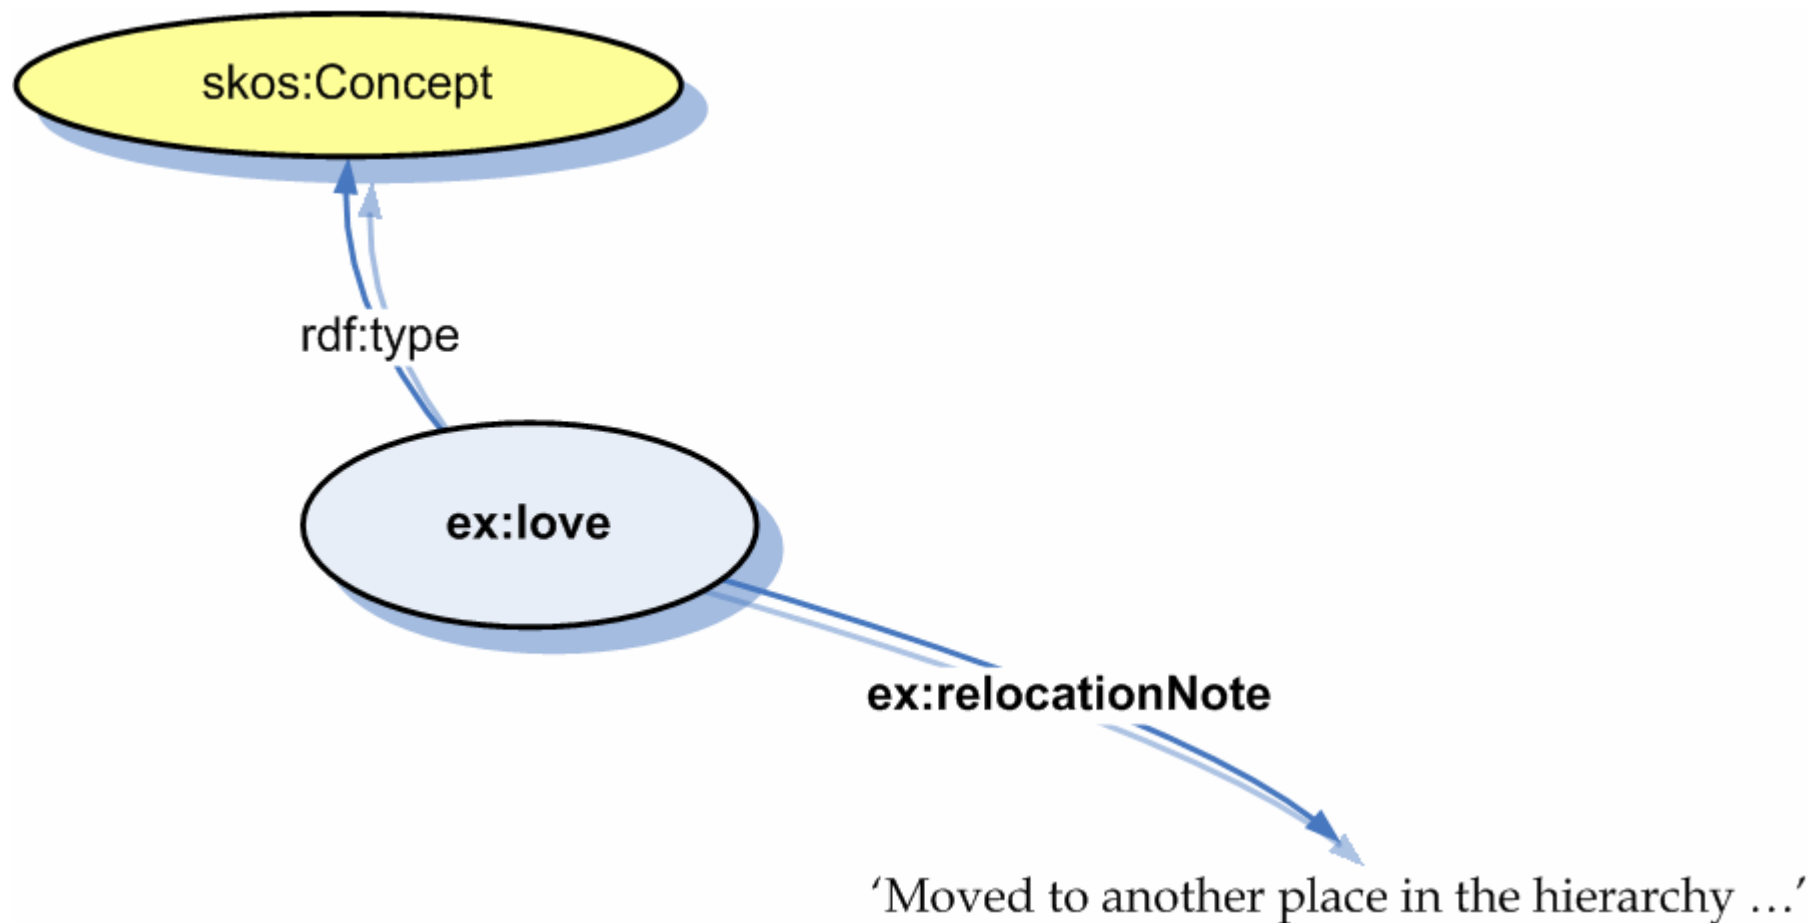 skos:Concept
rdf:type
ex:love
ex:relocationNote
‘Moved to another place in the hierarchy …’